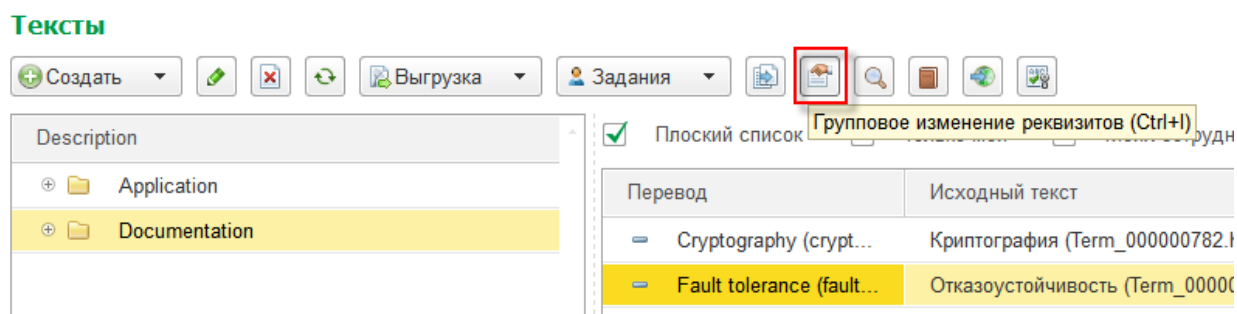 Тексты
Создать Выгрузка Задания
Групповое изменение реквизитов (Ctrl+I)
Description
Плоский список
Application
Documentation
Перевод Исходный текст
Cryptography (crypt... Криптография (Term_000000782.
Fault tolerance (fault... Отказоустойчивость (Term_00000